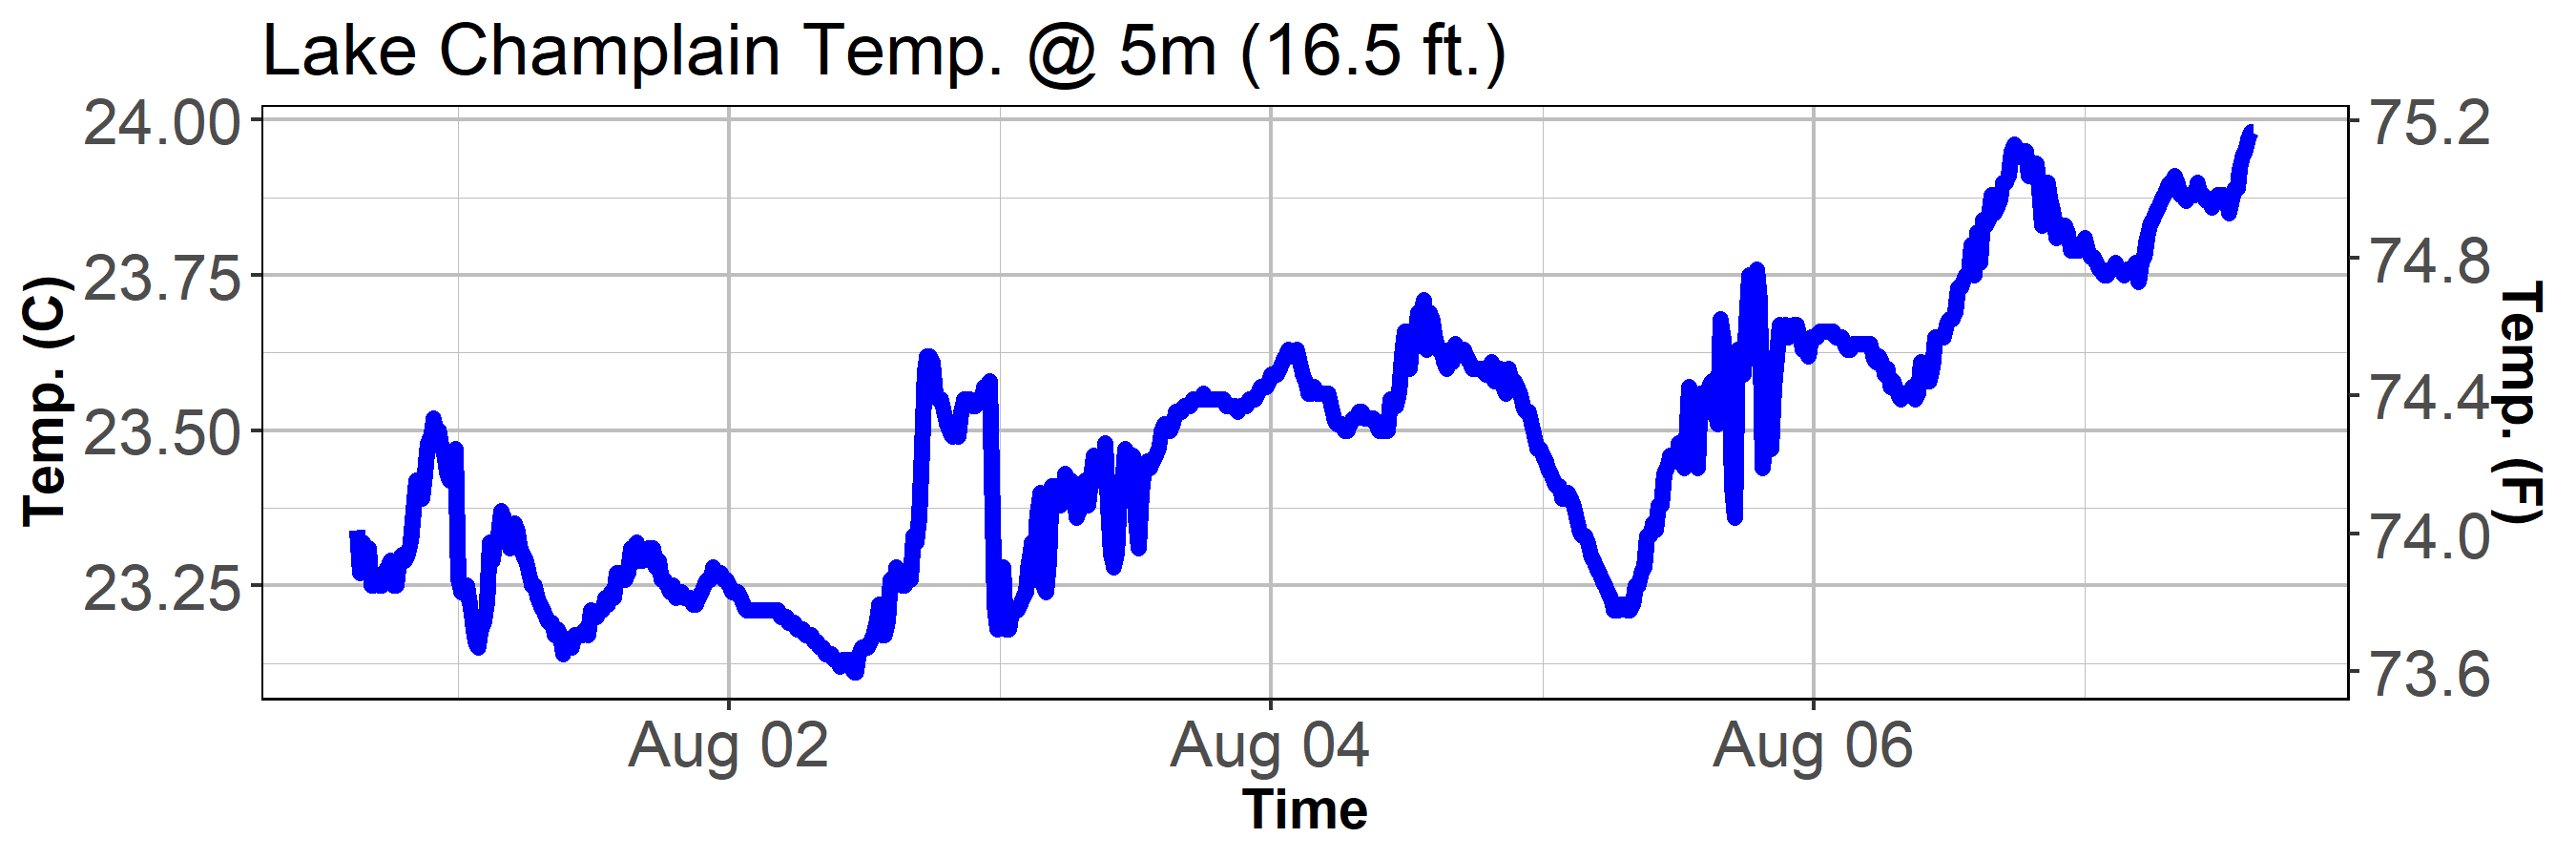 Lake Champlain Temp. @ 5m (16.5 ft.)
24.00
23.75
23.50
23.25
Temp. (C)
75.2
74.8
74.4
74.0
73.6
Temp. (F)
Aug 02
Aug 04
Aug 06
Time